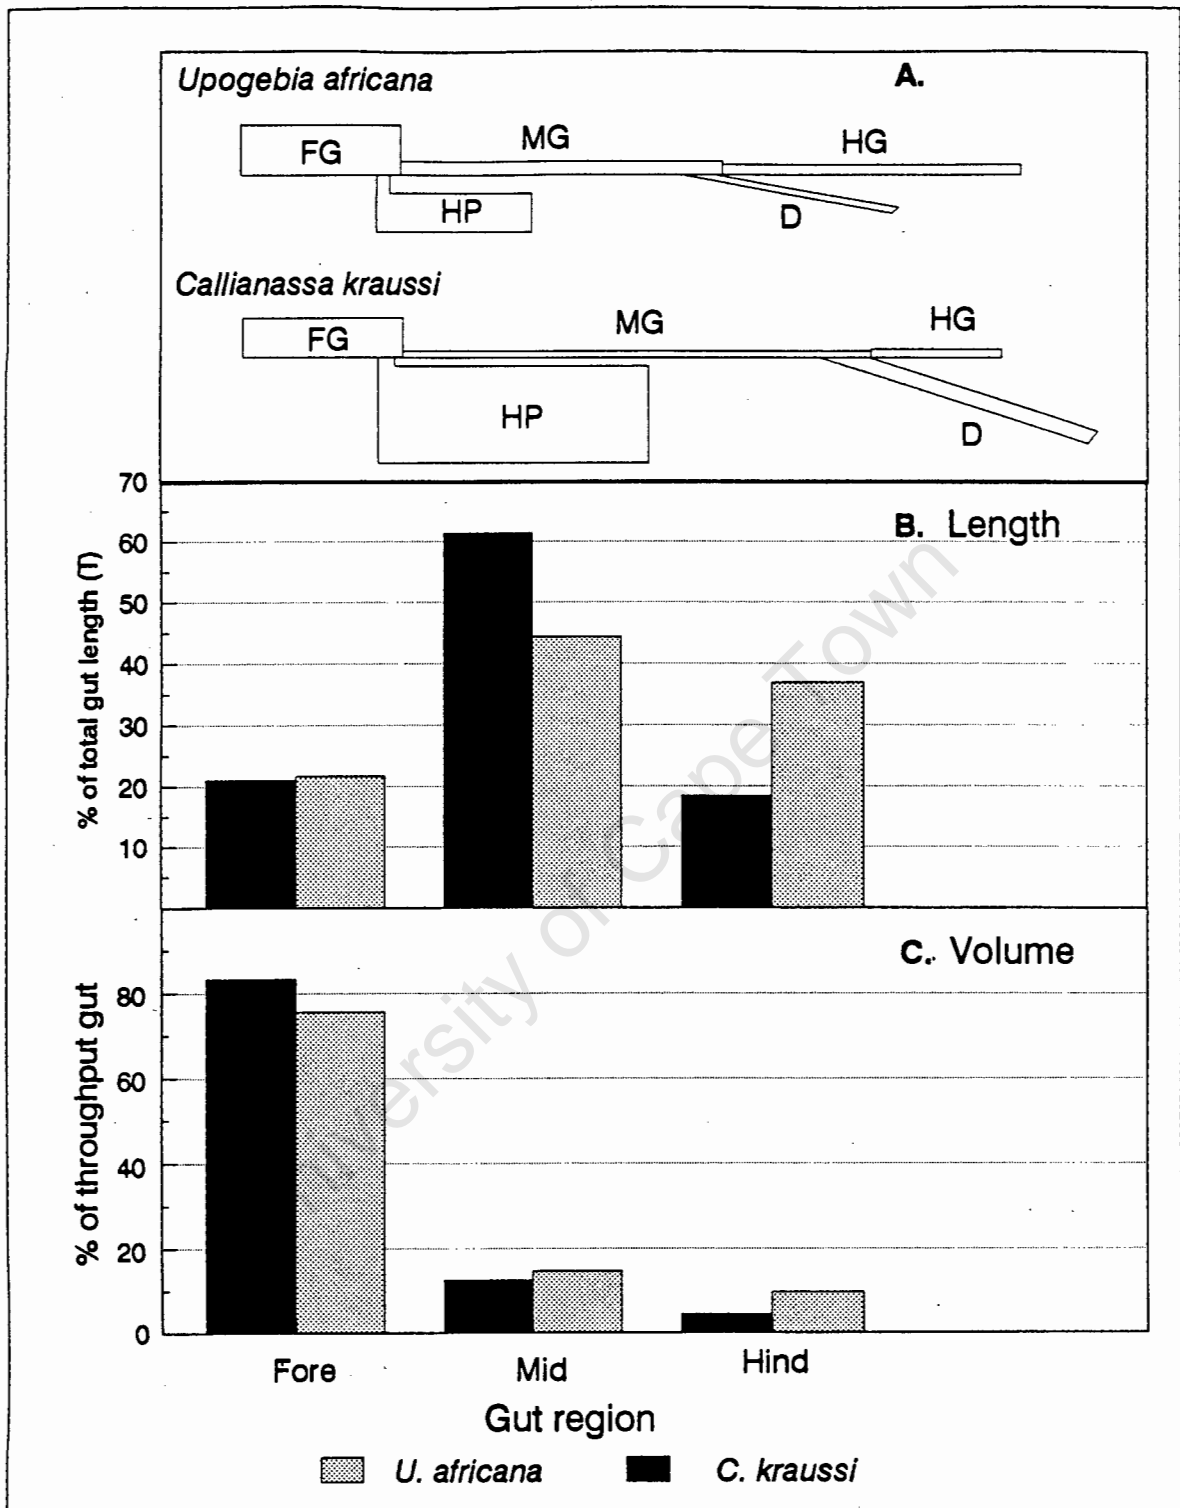 Upogebia africana
A.
FG
MG
HG
HP
D
Callianassa kraussi
FG
MG
HG
HP
D
B. Length
% of total gut length (T)
70
60
50
40
30
20
10
C. Volume
% of throughput gut
80
60
40
20
0
Fore Mid Hind
Gut region
U. africana C. kraussi
University of Cape Town